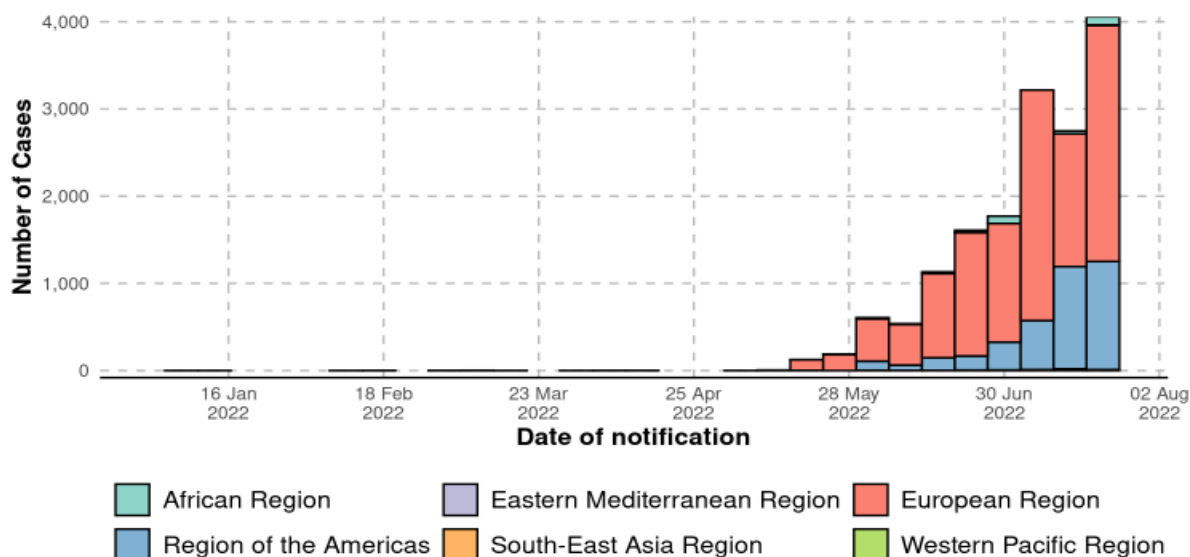 4,000
3,000
2,000
1,000
0
Number of Cases
16 Jan 2022
18 Feb 2022
23 Mar 2022
25 Apr 2022
28 May 2022
30 Jun 2022
02 Aug 2022
Date of notification
African Region
Eastern Mediterranean Region
European Region
Region of the Americas
South-East Asia Region
Western Pacific Region